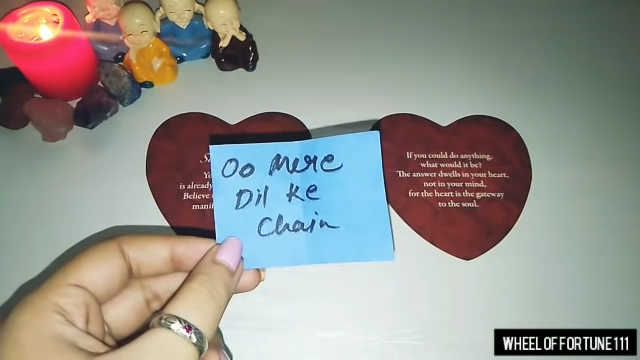 Oo Mere
Dil Ke
Chain
is already
Believe
If you could do anything,
what would it be?
The answer dwells in your heart,
not in your mind,
for the heart is the gateway
to the soul.
WHEEL OF FORTUNE 111